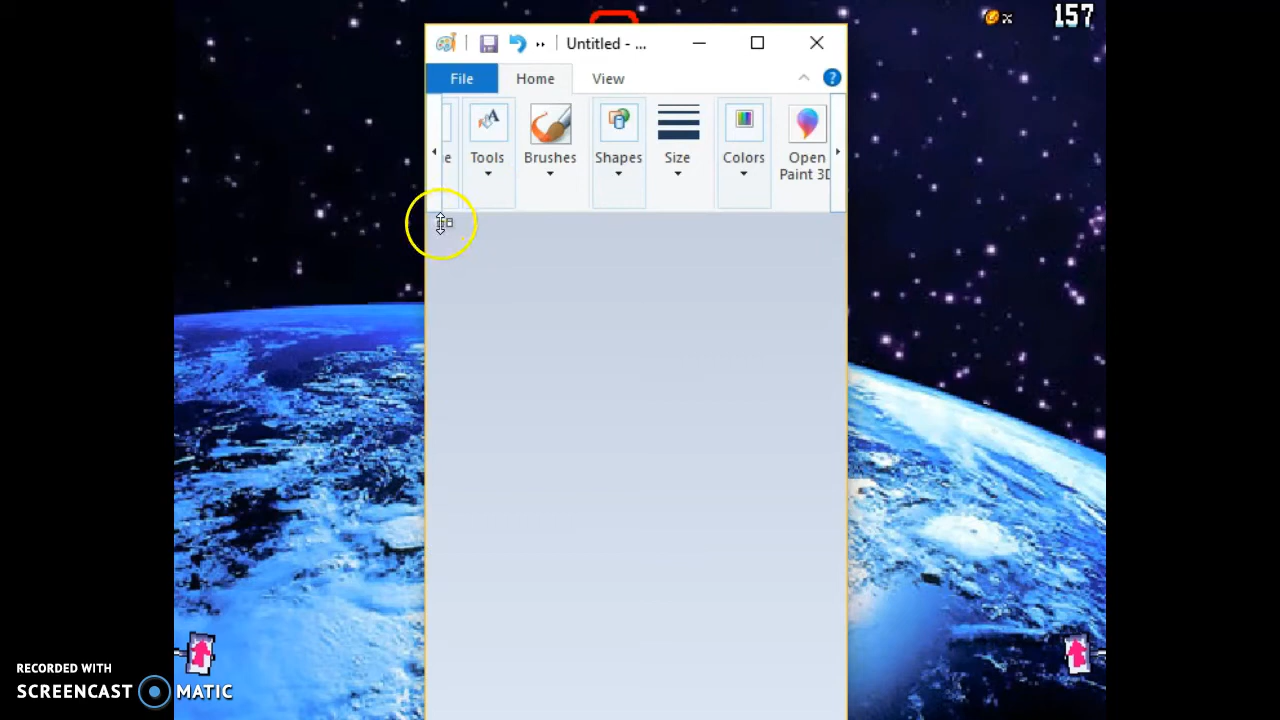 157
Untitled - ...
File Home View
e Tools Brushes Shapes Size Colors Open
Paint 3D
RECORDED WITH
SCREENCAST MATIC